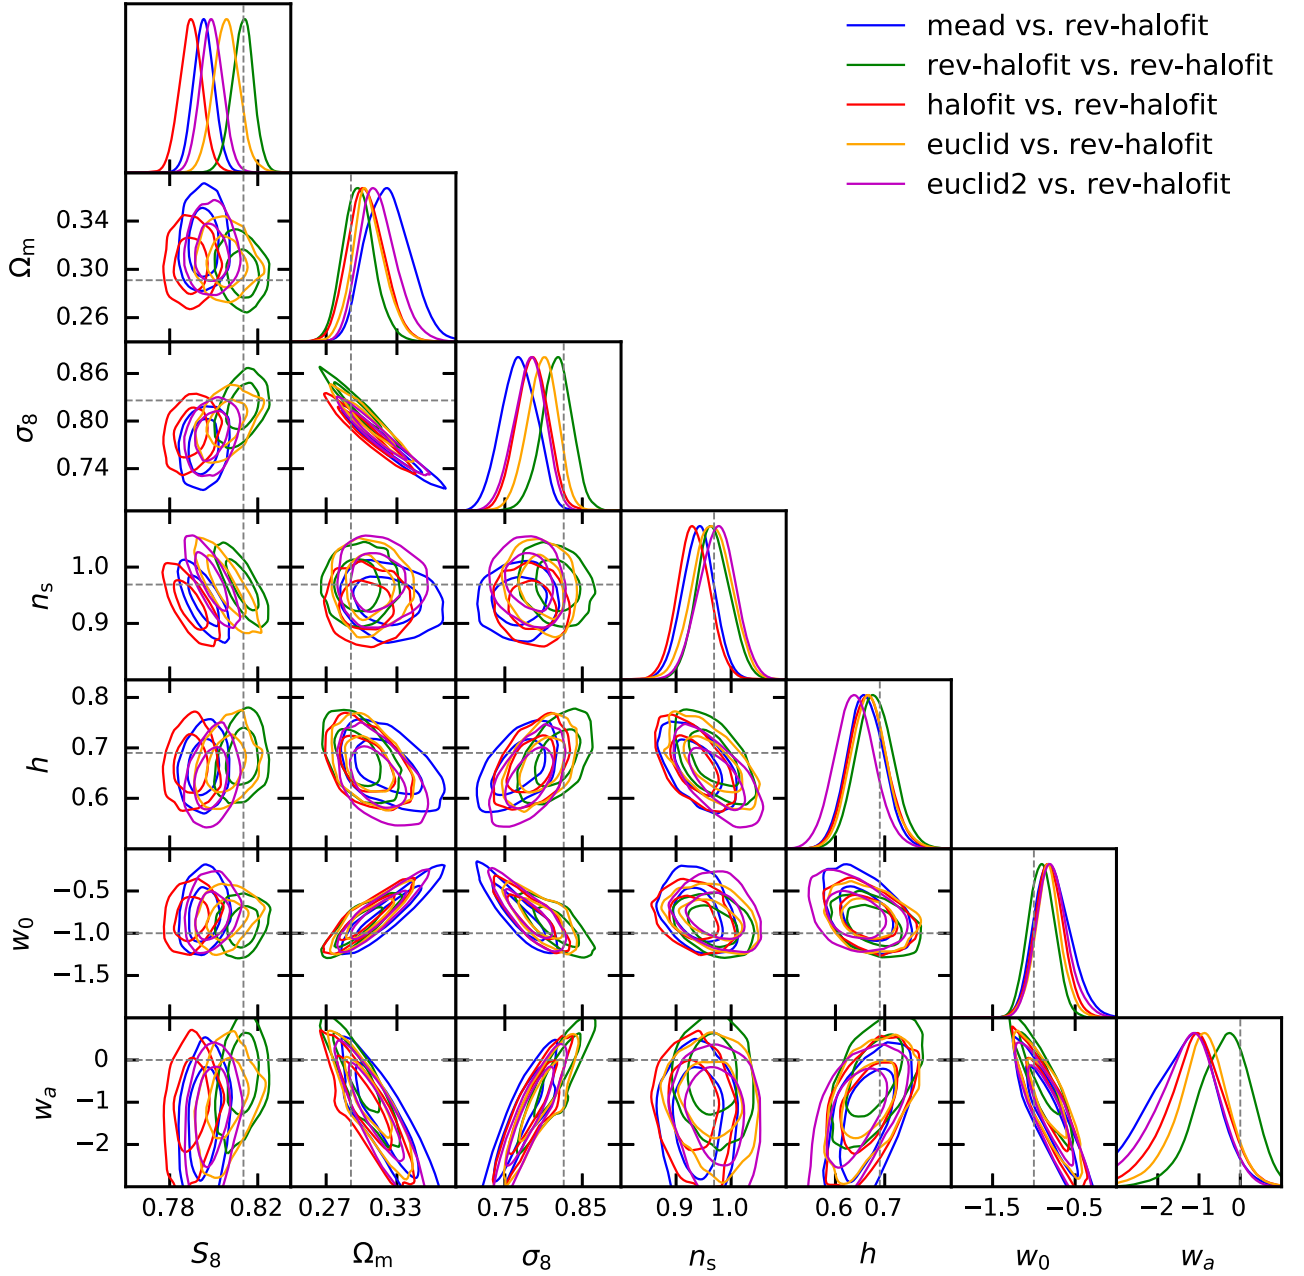 mead vs. rev-halofit
rev-halofit vs. rev-halofit
halofit vs. rev-halofit
euclid vs. rev-halofit
euclid2 vs. rev-halofit
0.34
0.30
0.26
Ωm
0.86
0.80
0.74
σ8
1.0
0.9
ns
0.8
0.7
0.6
h
−0.5
−1.0
−1.5
w0
0
−1
−2
wa
0.78 0.82 0.27 0.33 0.75 0.85 0.9 1.0 0.6 0.7 −1.5 −0.5 −2 −1 0
S8 Ωm σ8 ns h w0 wa